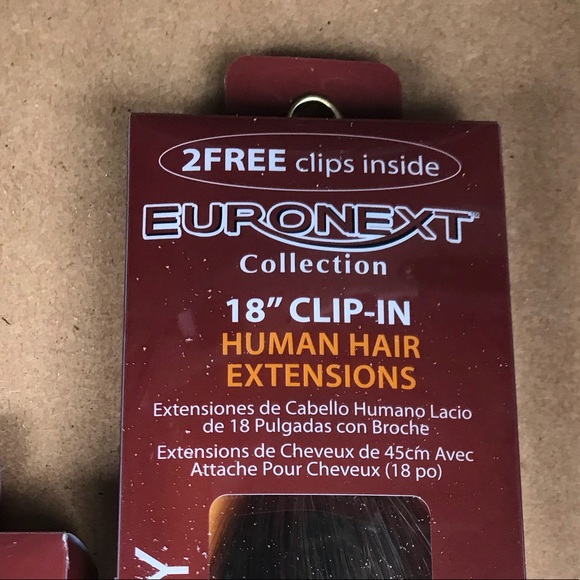 2FREE clips inside
EURONEXT™
Collection
18” CLIP-IN
HUMAN HAIR
EXTENSIONS
Extensiones de Cabello Humano Lacio
de 18 Pulgadas con Broche
Extensions de Cheveux de 45cm Avec
Attache Pour Cheveux (18 po)
Y